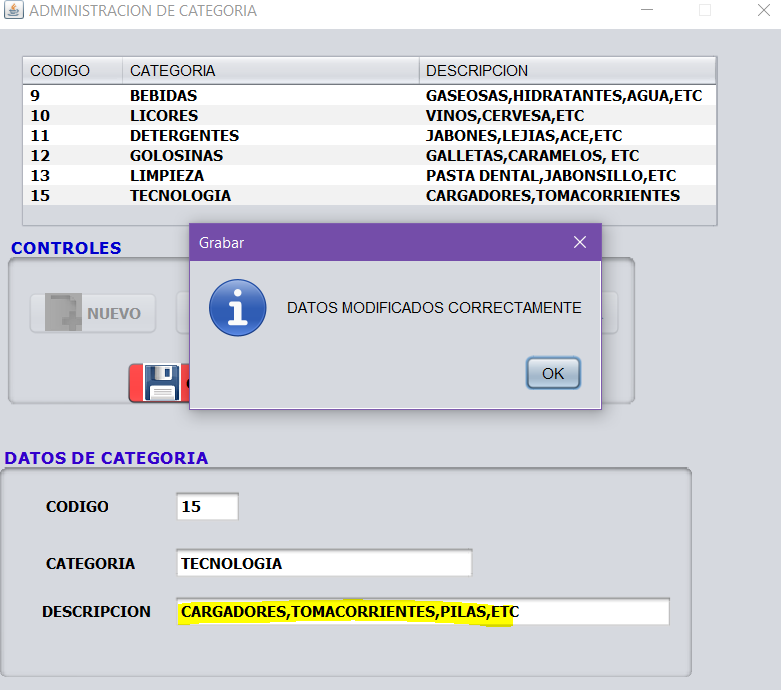 ADMINISTRACION DE CATEGORIA
CODIGO CATEGORIA DESCRIPCION
9 BEBIDAS GASEOSAS,HIDRATANTES,AGUA,ETC
10 LICORES VINOS,CERVESA,ETC
11 DETERGENTES JABONES,LEJIAS,ACE,ETC
12 GOLOSINAS GALLETAS,CARAMELOS, ETC
13 LIMPIEZA PASTA DENTAL,JABONSILLO,ETC
15 TECNOLOGIA CARGADORES,TOMACORRIENTES
Grabar
CONTROLES
DATOS MODIFICADOS CORRECTAMENTE
NUEVO
OK
DATOS DE CATEGORIA
CODIGO 15
CATEGORIA TECNOLOGIA
DESCRIPCION CARGADORES,TOMACORRIENTES,PILAS,ETC